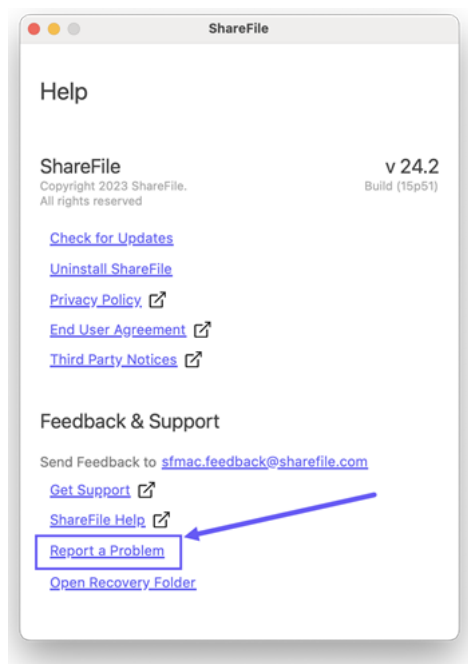 ShareFile
Help
ShareFile
v 24.2
Copyright 2023 ShareFile.
Build (15p51)
All rights reserved
Check for Updates
Uninstall ShareFile
Privacy Policy
End User Agreement
Third Party Notices
Feedback & Support
Send Feedback to sfmac.feedback@sharefile.com
Get Support
ShareFile Help
Report a Problem
Open Recovery Folder